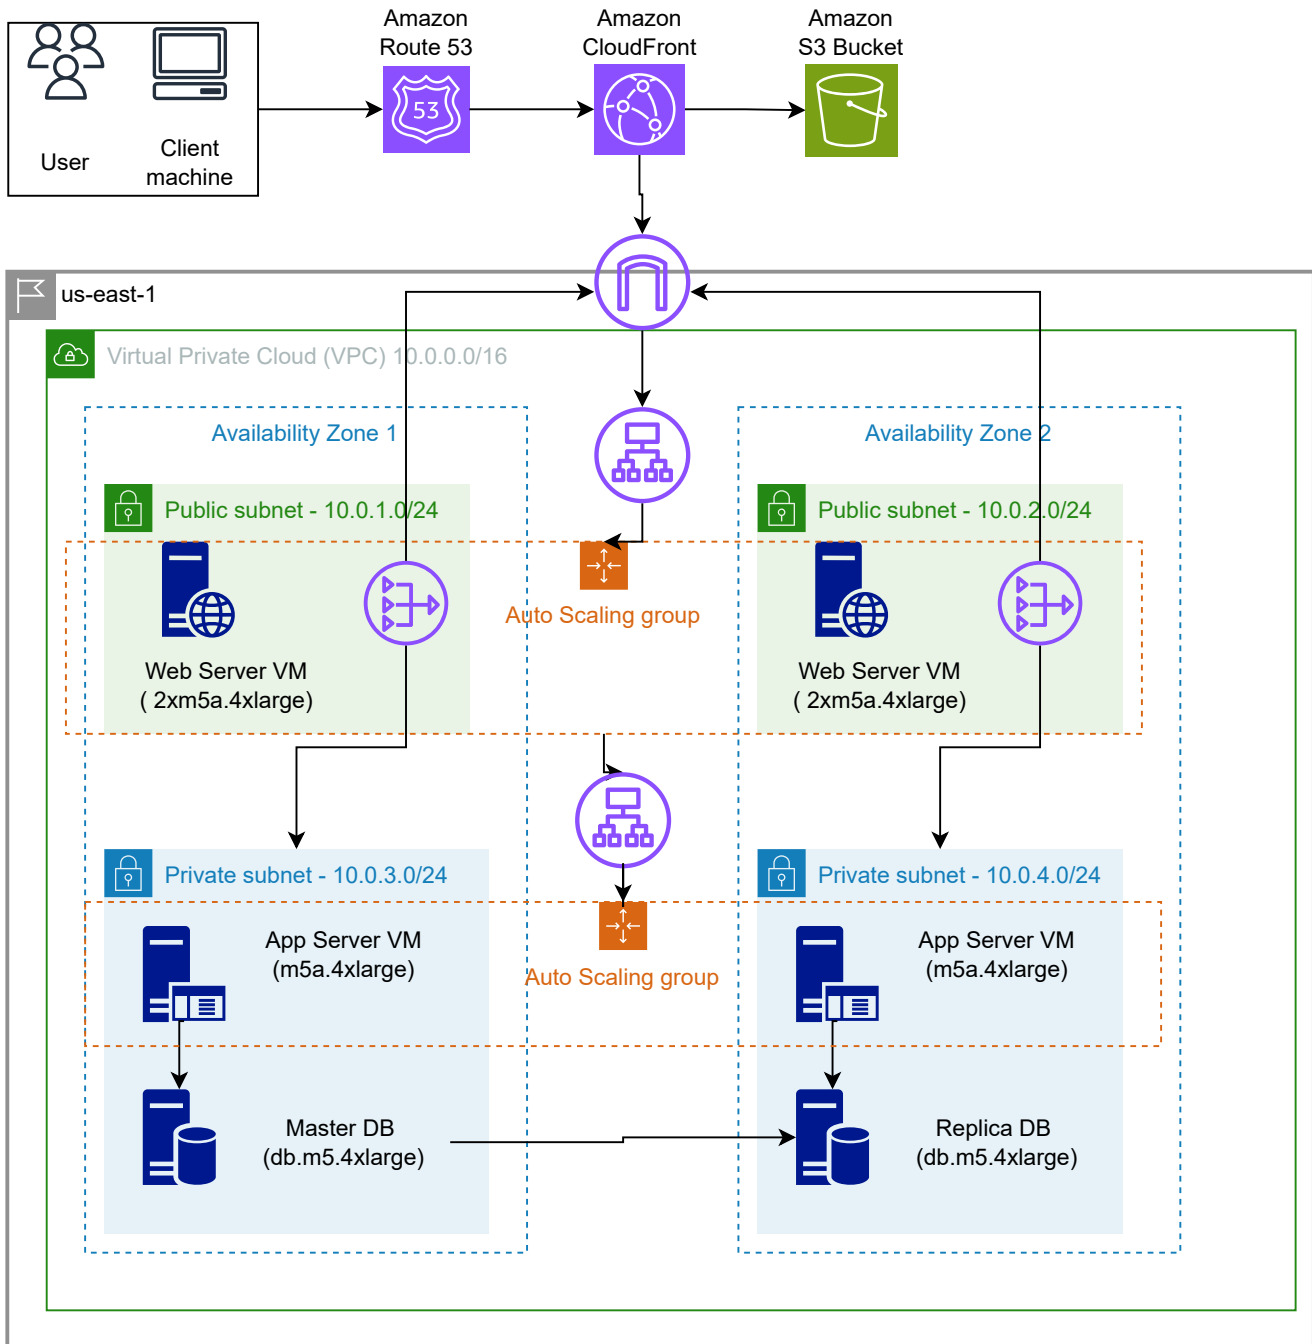 User
Client
machine
Amazon
Route 53
53
Amazon
CloudFront
Amazon
S3 Bucket
us-east-1
Virtual Private Cloud (VPC) 10.0.0.0/16
Availability Zone 1
Availability Zone 2
Public subnet - 10.0.1.0/24
Public subnet - 10.0.2.0/24
Auto Scaling group
Web Server VM
( 2xm5a.4xlarge)
Web Server VM
( 2xm5a.4xlarge)
Private subnet - 10.0.3.0/24
Private subnet - 10.0.4.0/24
App Server VM
(m5a.4xlarge)
Auto Scaling group
App Server VM
(m5a.4xlarge)
Master DB
(db.m5.4xlarge)
Replica DB
(db.m5.4xlarge)